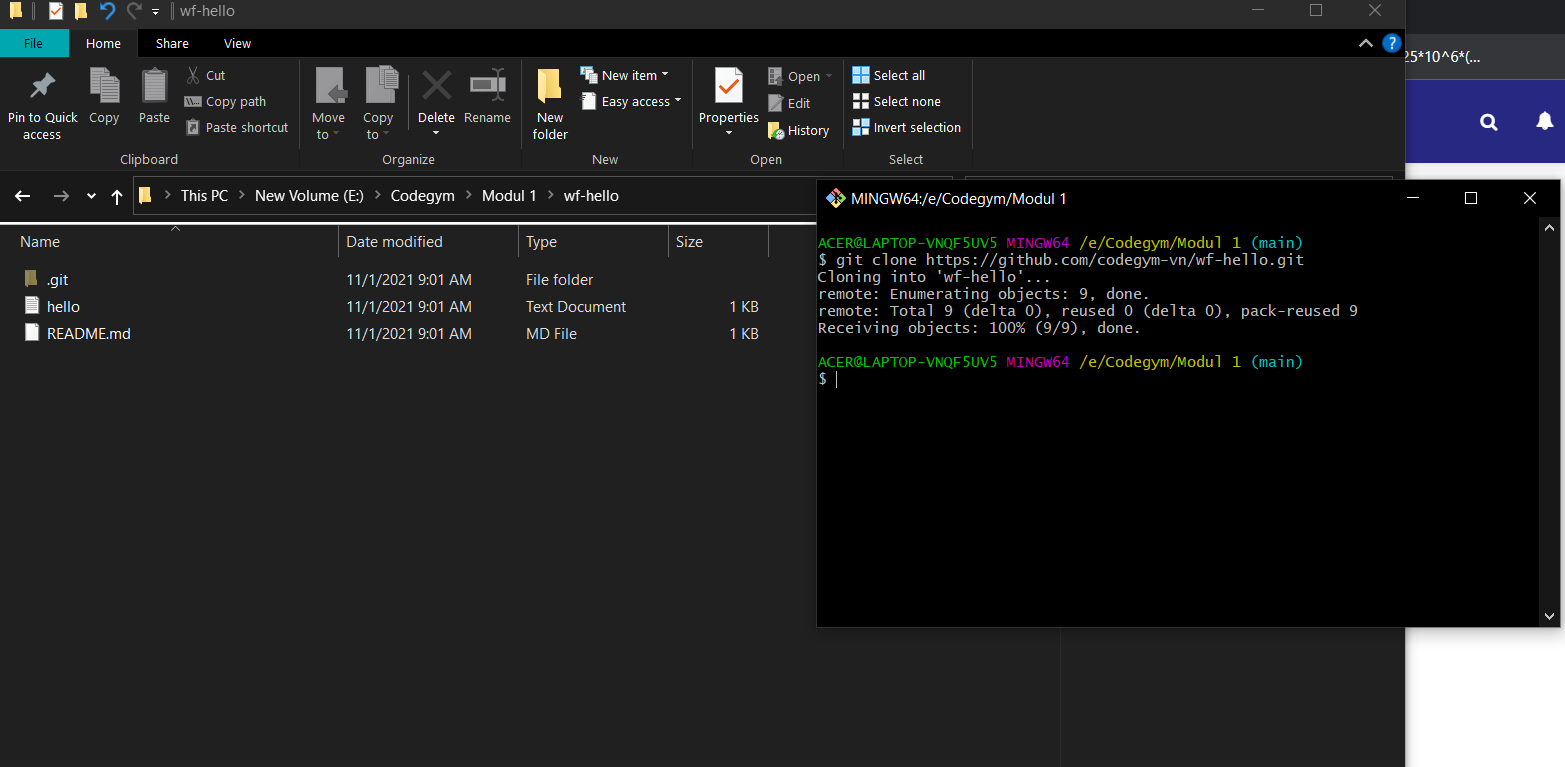 wf-hello
File Home Share View
25*10^6*(...
Pin to Quick access
Copy
Paste
Cut
Copy path
Paste shortcut
Clipboard
Move to
Copy to
Delete
Rename
Organize
New folder
New item
Easy access
New
Properties
Open
Edit
History
Open
Select all
Select none
Invert selection
Select
This PC > New Volume (E:) > Codegym > Modul 1 > wf-hello
Name Date modified Type Size
.git 11/1/2021 9:01 AM File folder
hello 11/1/2021 9:01 AM Text Document 1 KB
README.md 11/1/2021 9:01 AM MD File 1 KB
MINGW64:/e/Codegym/Modul 1
ACER@LAPTOP-VNQF5UV5 MINGW64 /e/Codegym/Modul 1 (main)
$ git clone https://github.com/codegym-vn/wf-hello.git
Cloning into 'wf-hello'...
remote: Enumerating objects: 9, done.
remote: Total 9 (delta 0), reused 0 (delta 0), pack-reused 9
Receiving objects: 100% (9/9), done.
ACER@LAPTOP-VNQF5UV5 MINGW64 /e/Codegym/Modul 1 (main)
$